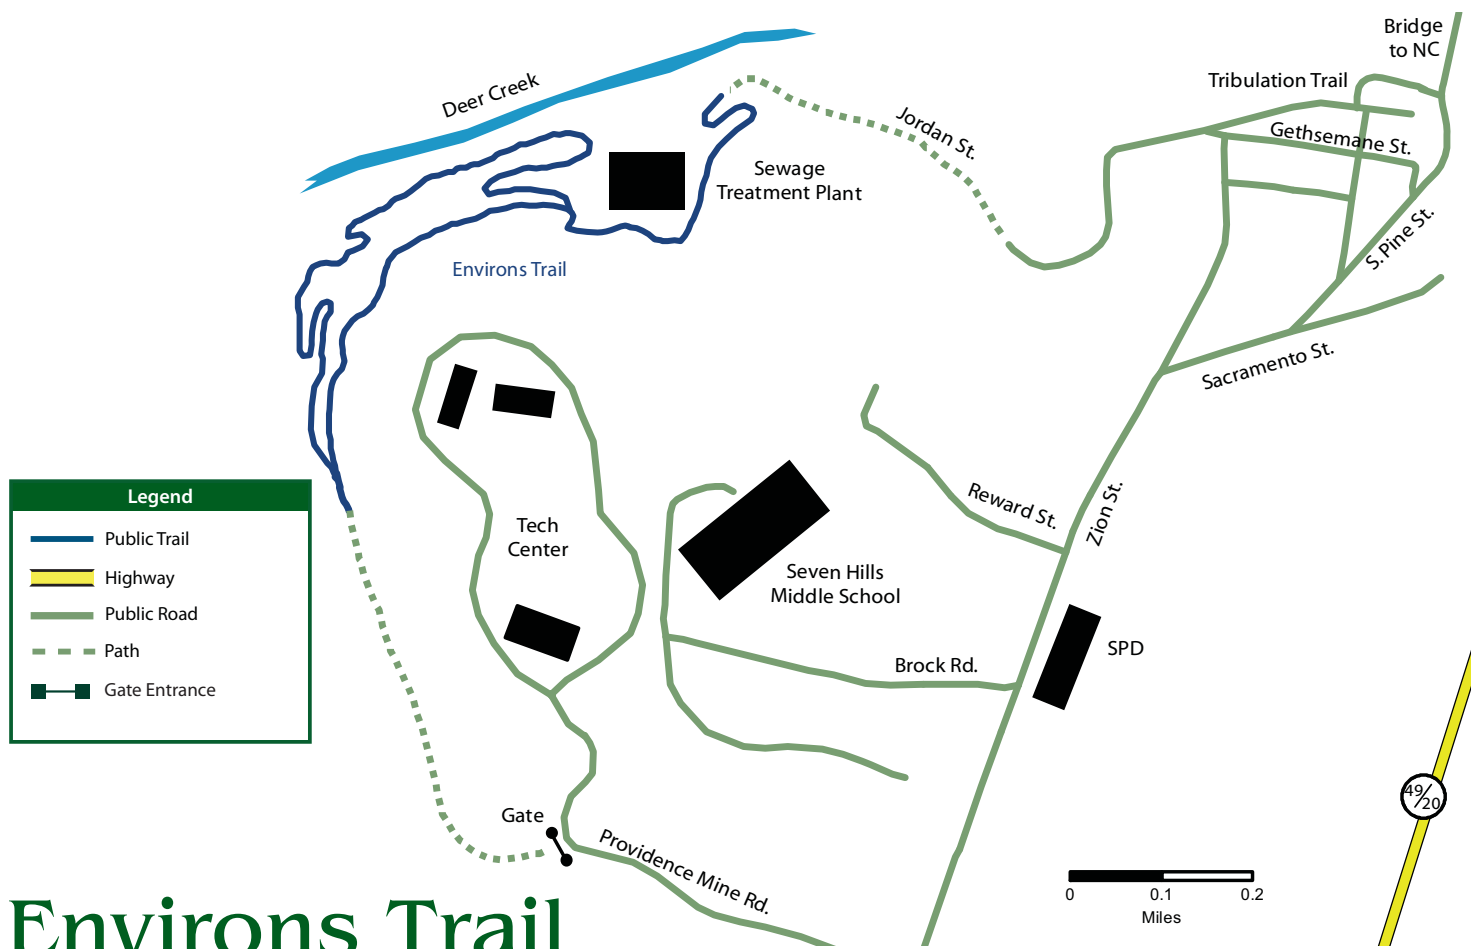 Bridge
to NC
Tribulation Trail
Deer Creek
Jordan St.
Gethsemane St.
Sewage
Treatment Plant
S. Pine St.
Environs Trail
Sacramento St.
Legend
Public Trail
Highway
Public Road
Path
Gate Entrance
Tech
Center
Reward St.
Zion St.
Seven Hills
Middle School
Brock Rd.
SPD
49/20
Gate
Providence Mine Rd.
0 0.1 0.2
Miles
Environs Trail